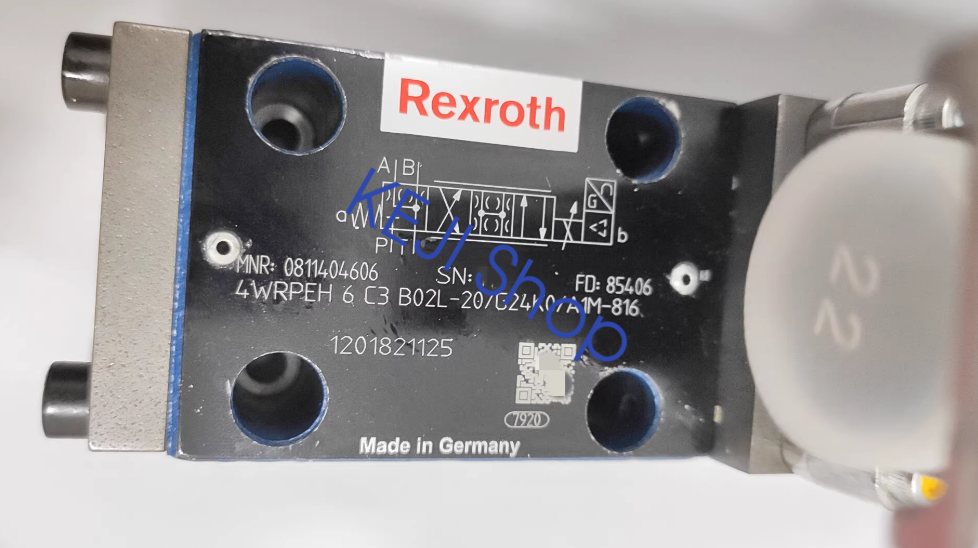 Rexroth
A B
a
G
b
P T
MNR: 0811404606 SN: FD: 85406
4WRPEH 6 C3 B02L-20/G24K0/A1M-816
1201821125
7920
Made in Germany
22
KEJI Shop